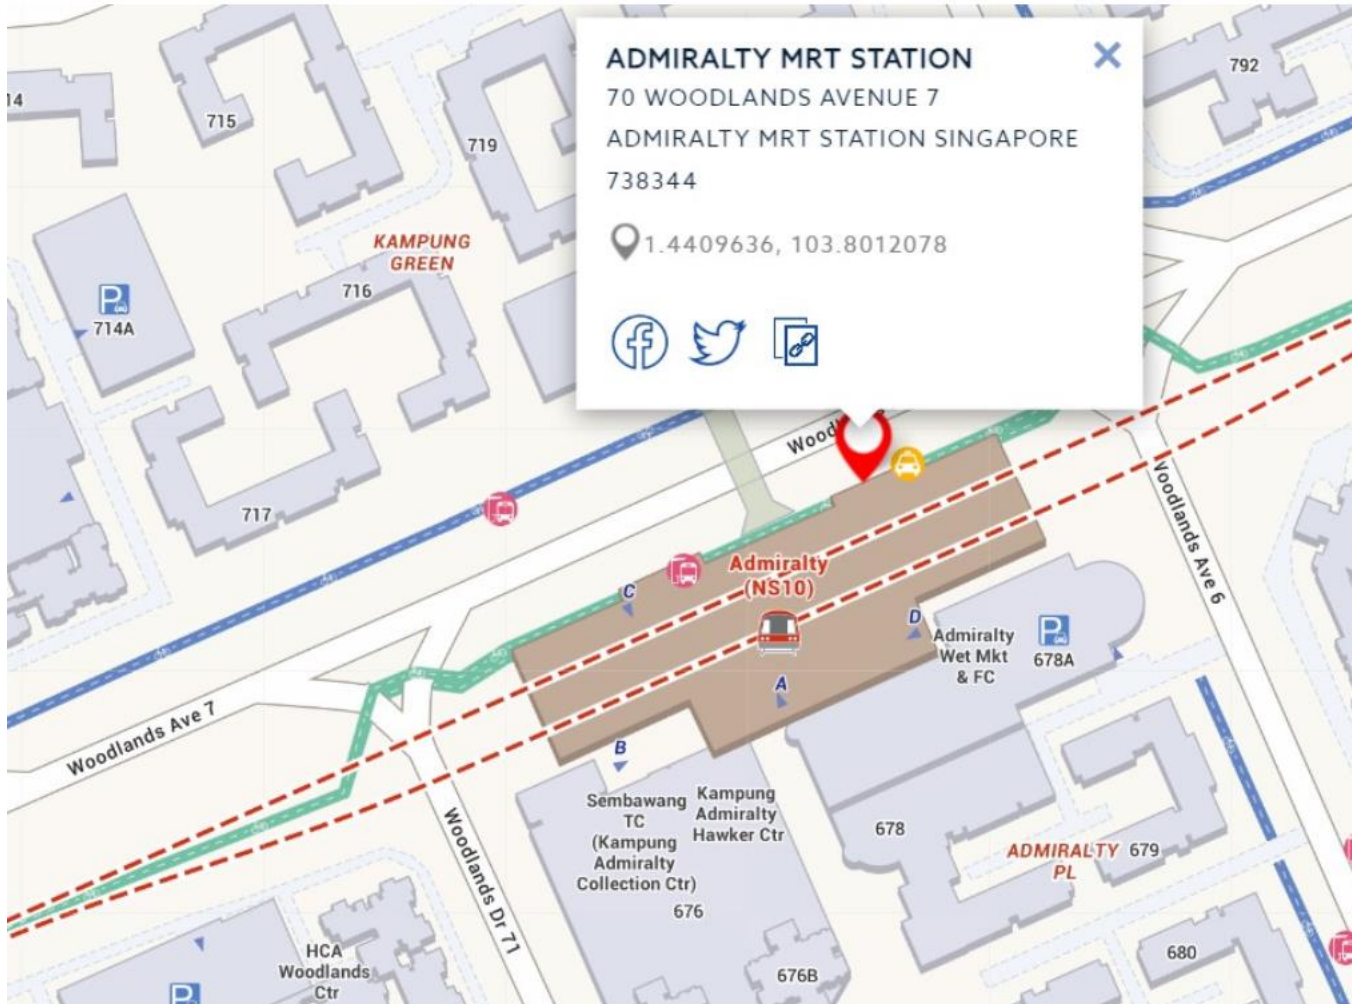 ADMIRALTY MRT STATION
70 WOODLANDS AVENUE 7
ADMIRALTY MRT STATION SINGAPORE
738344
1.4409636, 103.8012078
14
715
719
792
KAMPUNG
GREEN
716
P
714A
717
Woodlands Ave 7
C
Admiralty
(NS10)
D
A
B
Admiralty
Wet Mkt
& FC
P
678A
Woodlands Ave 6
Sembawang
TC
(Kampung
Admiralty
Collection Ctr)
Kampung
Admiralty
Hawker Ctr
676
678
ADMIRALTY
PL
679
Woodlands Dr 71
HCA
Woodlands
Ctr
P
676B
680